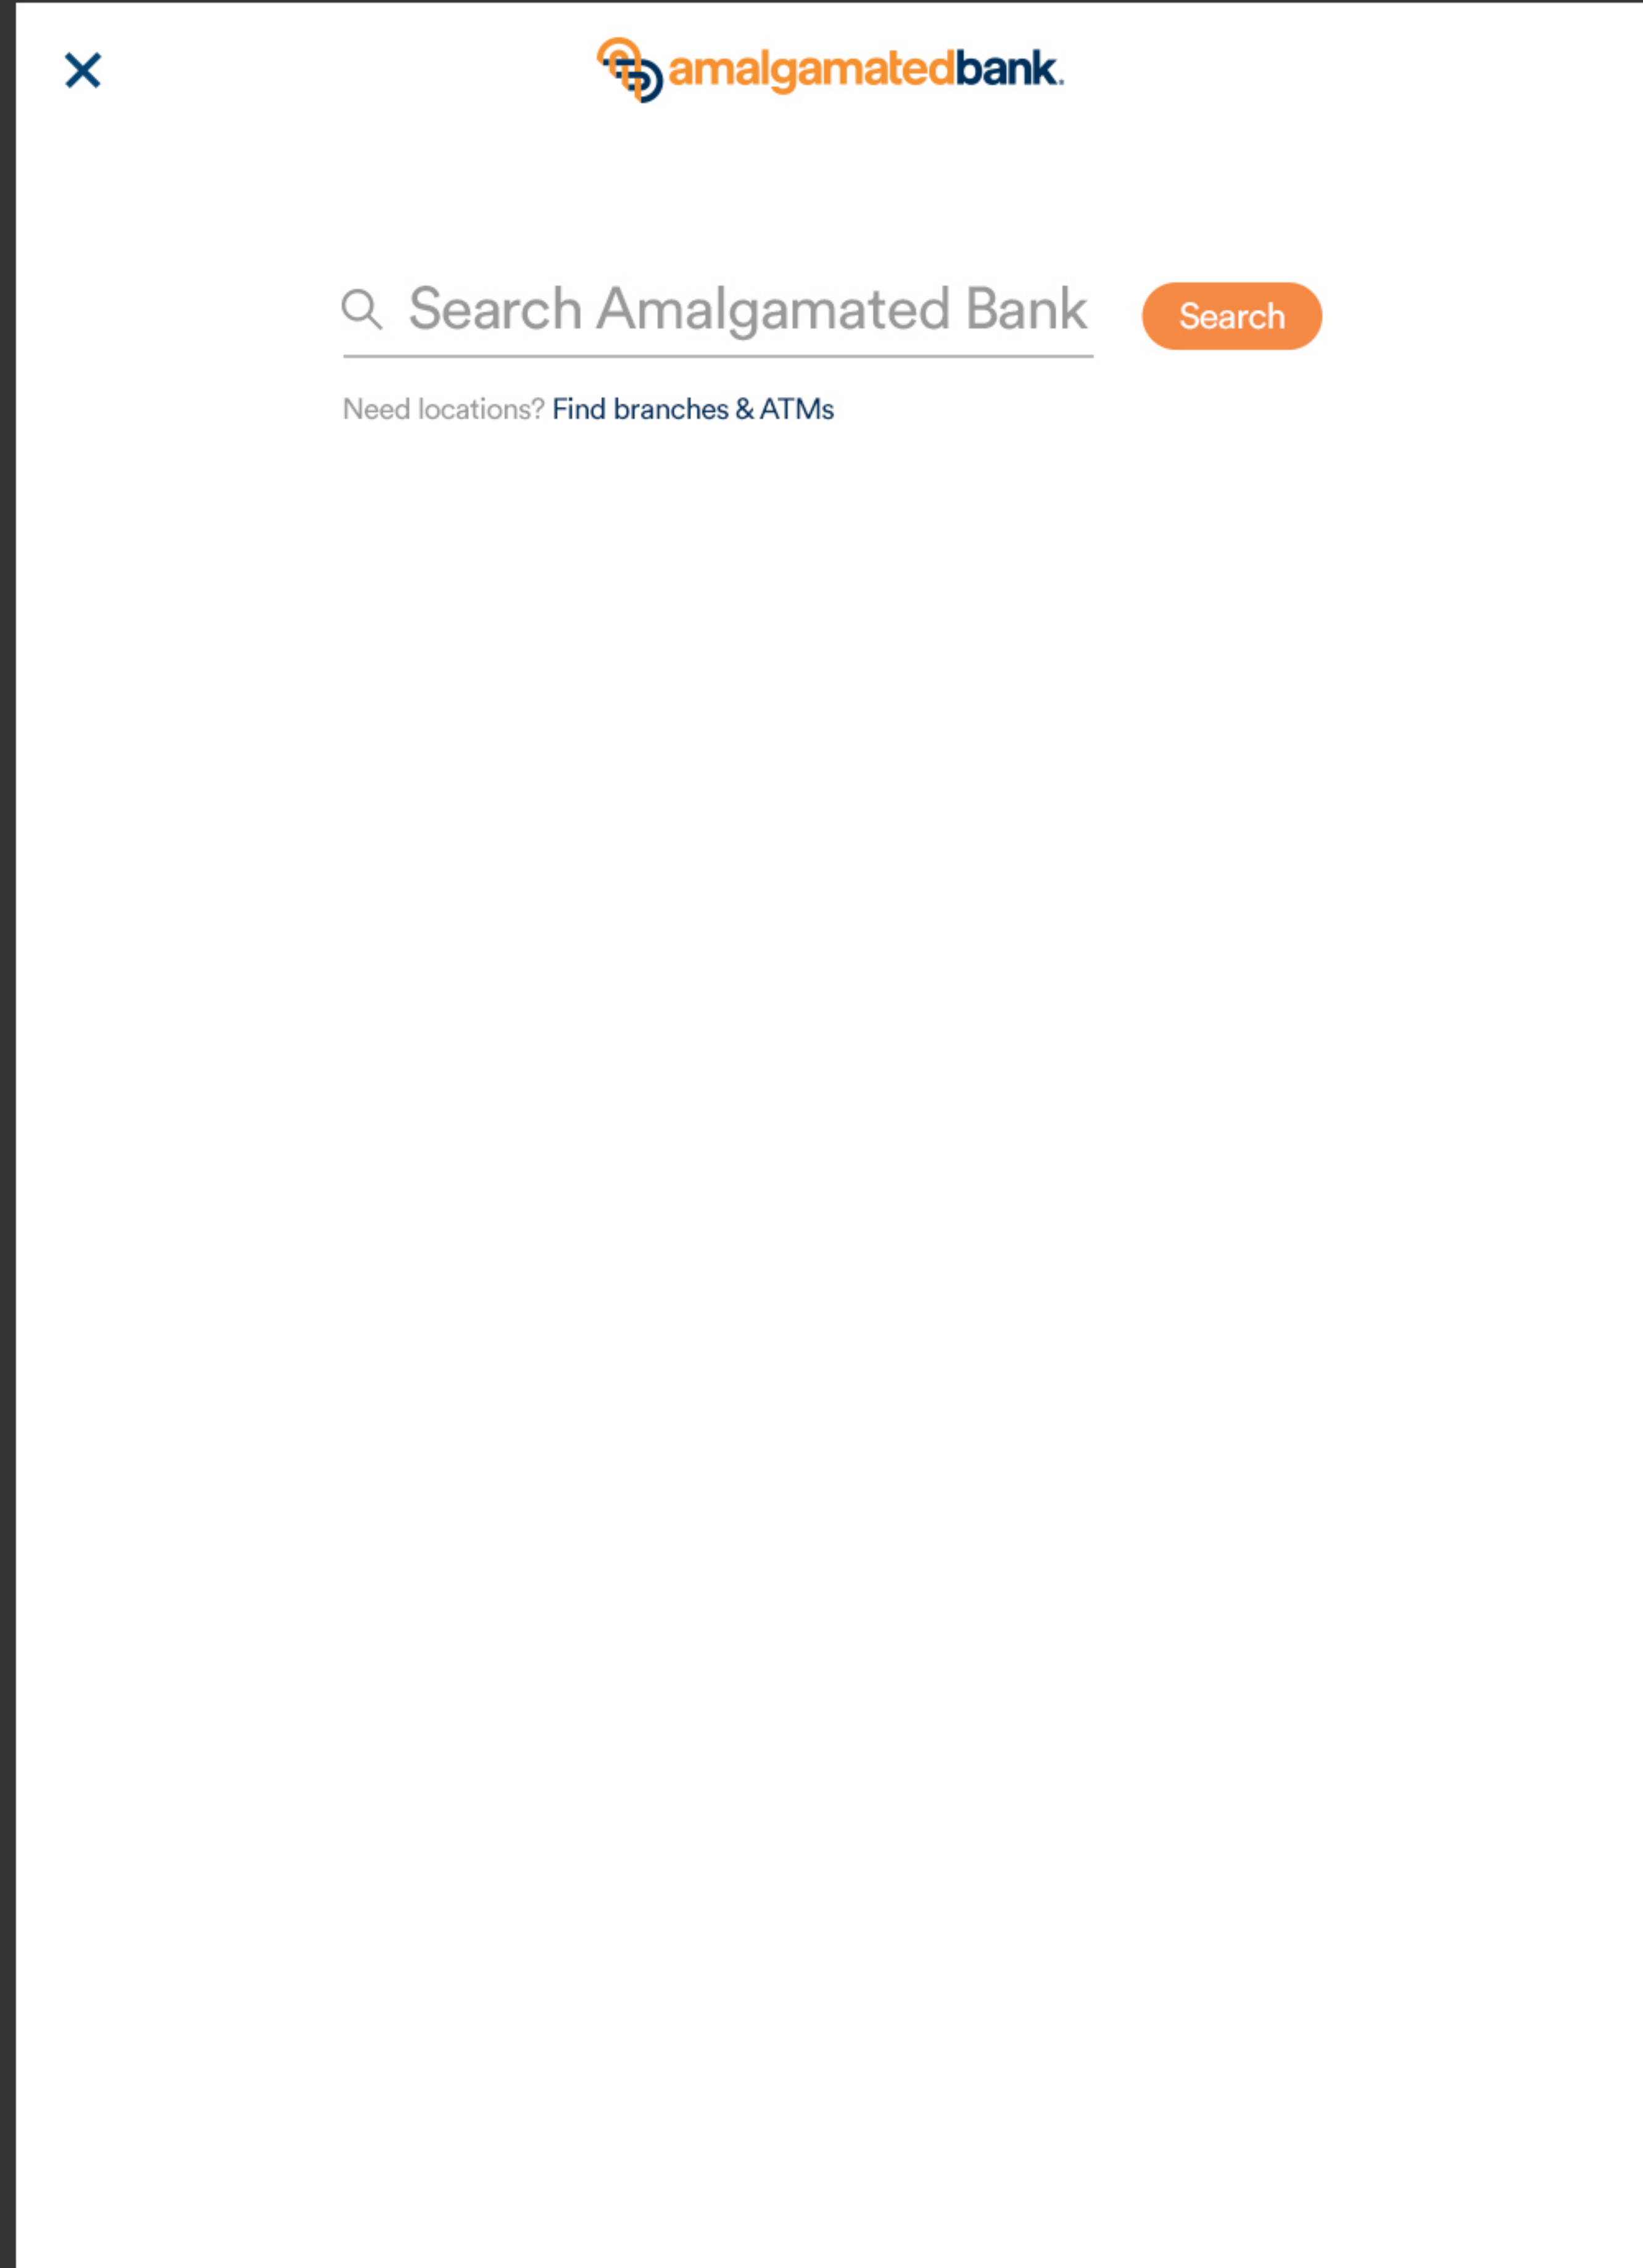 amalgamatedbank.
Search Amalgamated Bank
Search
Need locations? Find branches & ATMs